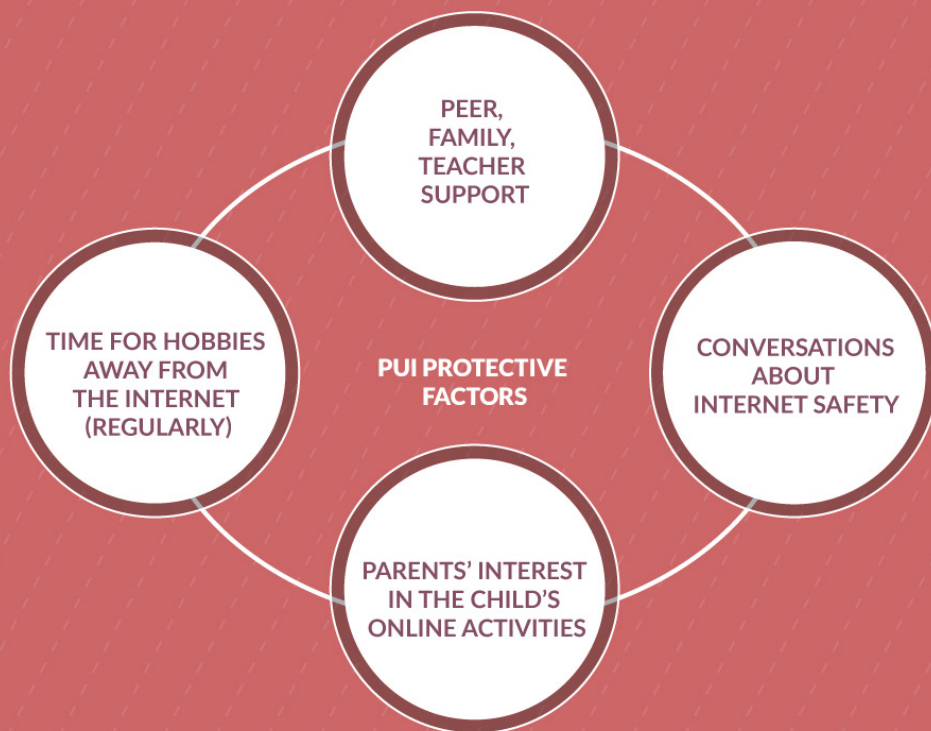 PEER,
FAMILY,
TEACHER
SUPPORT
TIME FOR HOBBIES
AWAY FROM
THE INTERNET
(REGULARLY)
PUI PROTECTIVE
FACTORS
CONVERSATIONS
ABOUT
INTERNET SAFETY
PARENTS’ INTEREST
IN THE CHILD’S
ONLINE ACTIVITIES